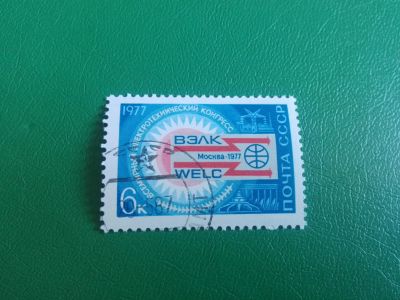 1977
ВСЕМИРНЫЙ ЭЛЕКТРОТЕХНИЧЕСКИЙ КОНГРЕСС
ВЭЛК
Москва-1977
WELC
6к
ПОЧТА СССР